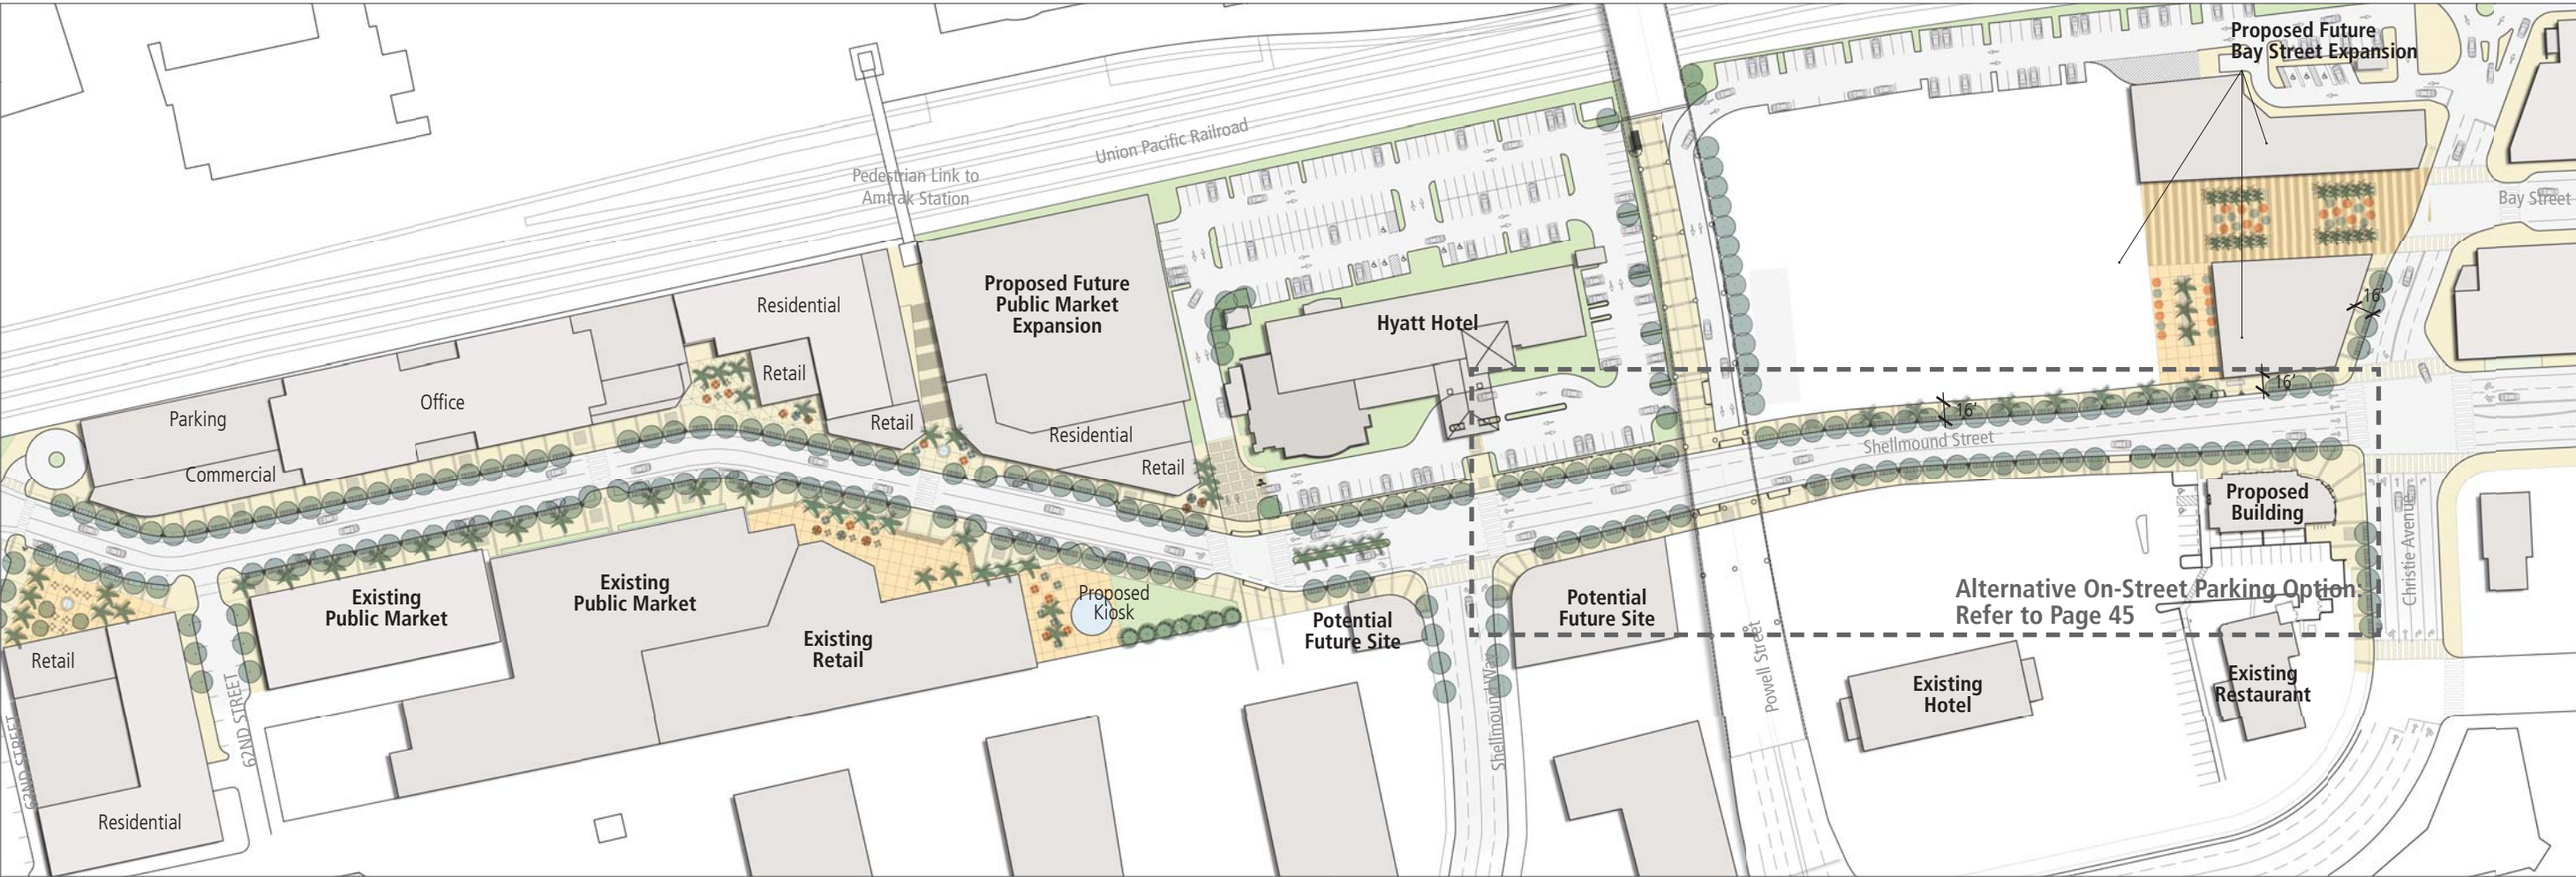 Proposed Future
Bay Street Expansion
Union Pacific Railroad
Pedestrian Link to
Amtrak Station
Bay Street
Proposed Future
Public Market
Expansion
Residential
Hyatt Hotel
16'
Retail
16'
Office
Parking
16'
Retail
Residential
Shellmound Street
Retail
Commercial
Proposed
Building
Christie Avenue
Existing
Public Market
Existing
Public Market
Proposed
Kiosk
Potential
Future Site
Potential
Future Site
Alternative On-Street Parking Option:
Refer to Page 45
Existing
Retail
Retail
62ND STREET
Shellmound Way
Powell Street
Existing
Hotel
Existing
Restaurant
63ND STREET
Residential